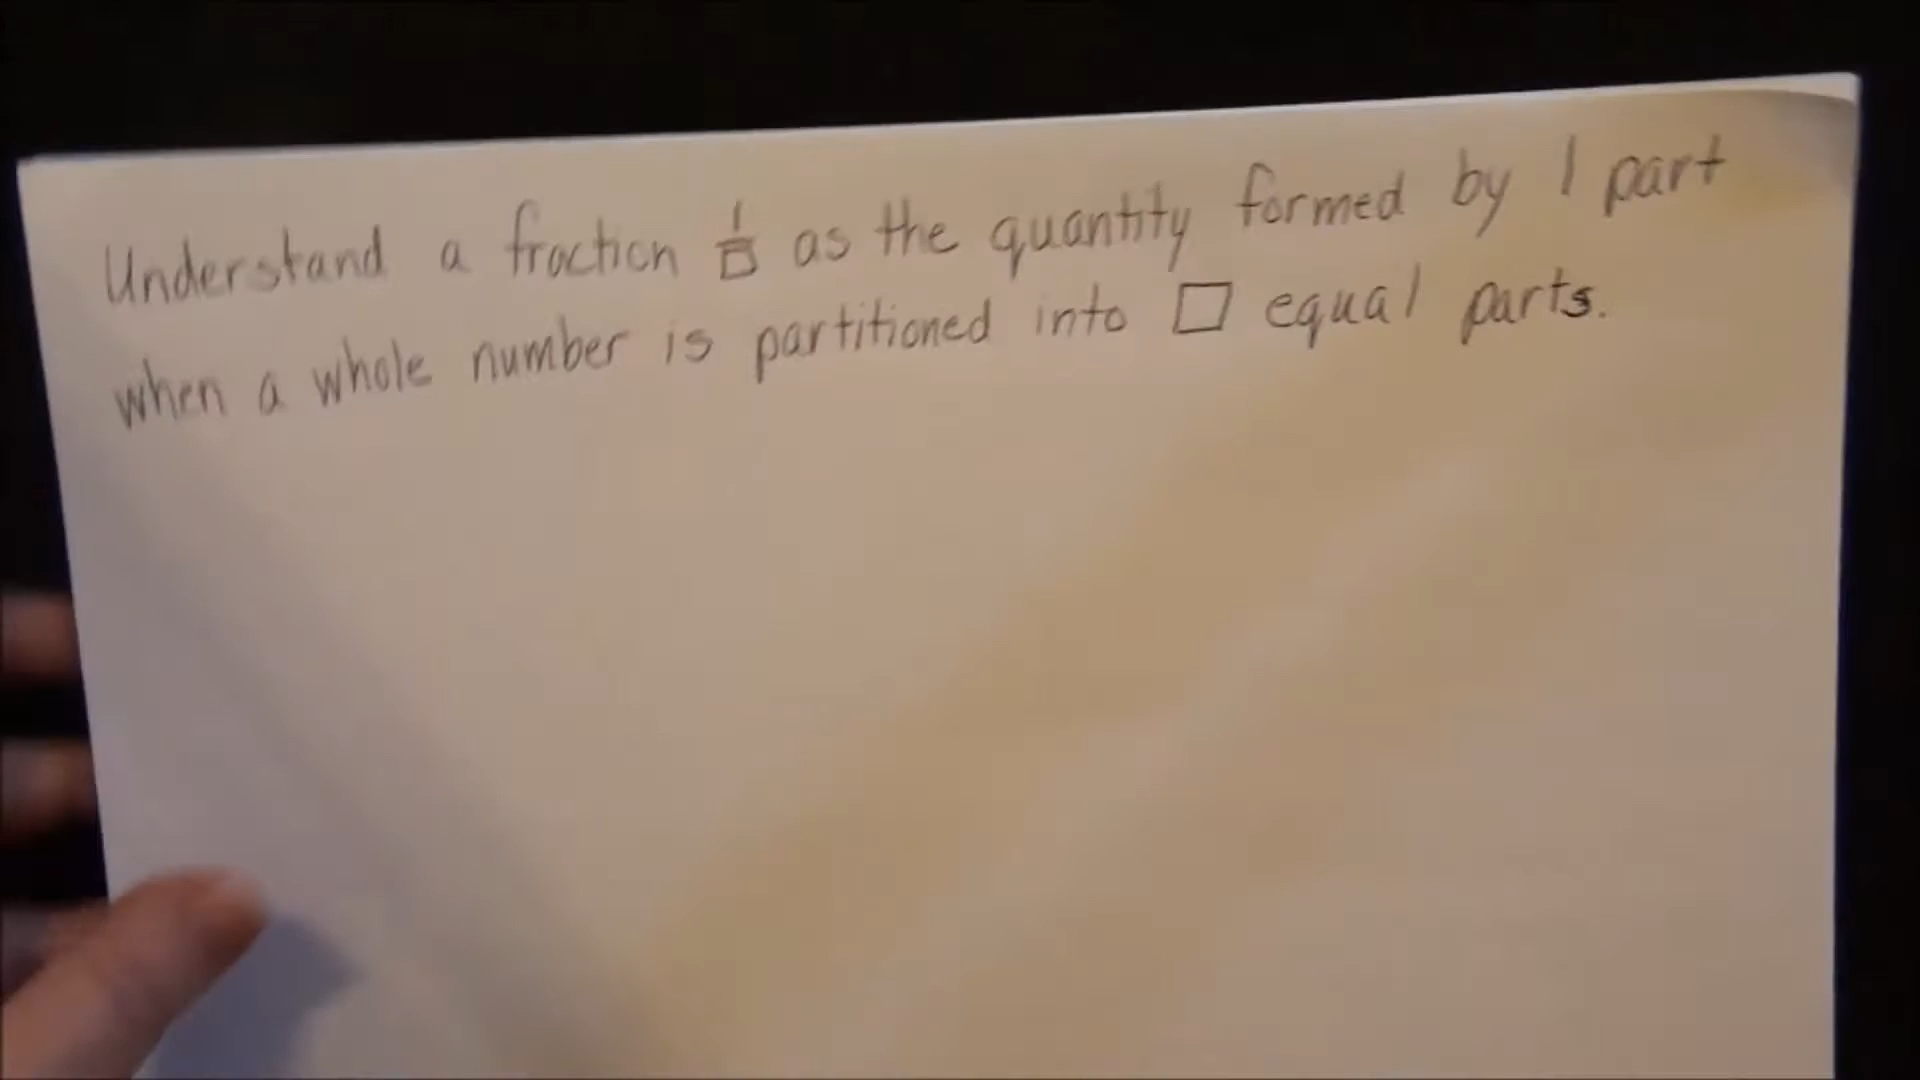 Understand a fraction 1/□ as the quantity formed by 1 part
when a whole number is partitioned into □ equal parts.